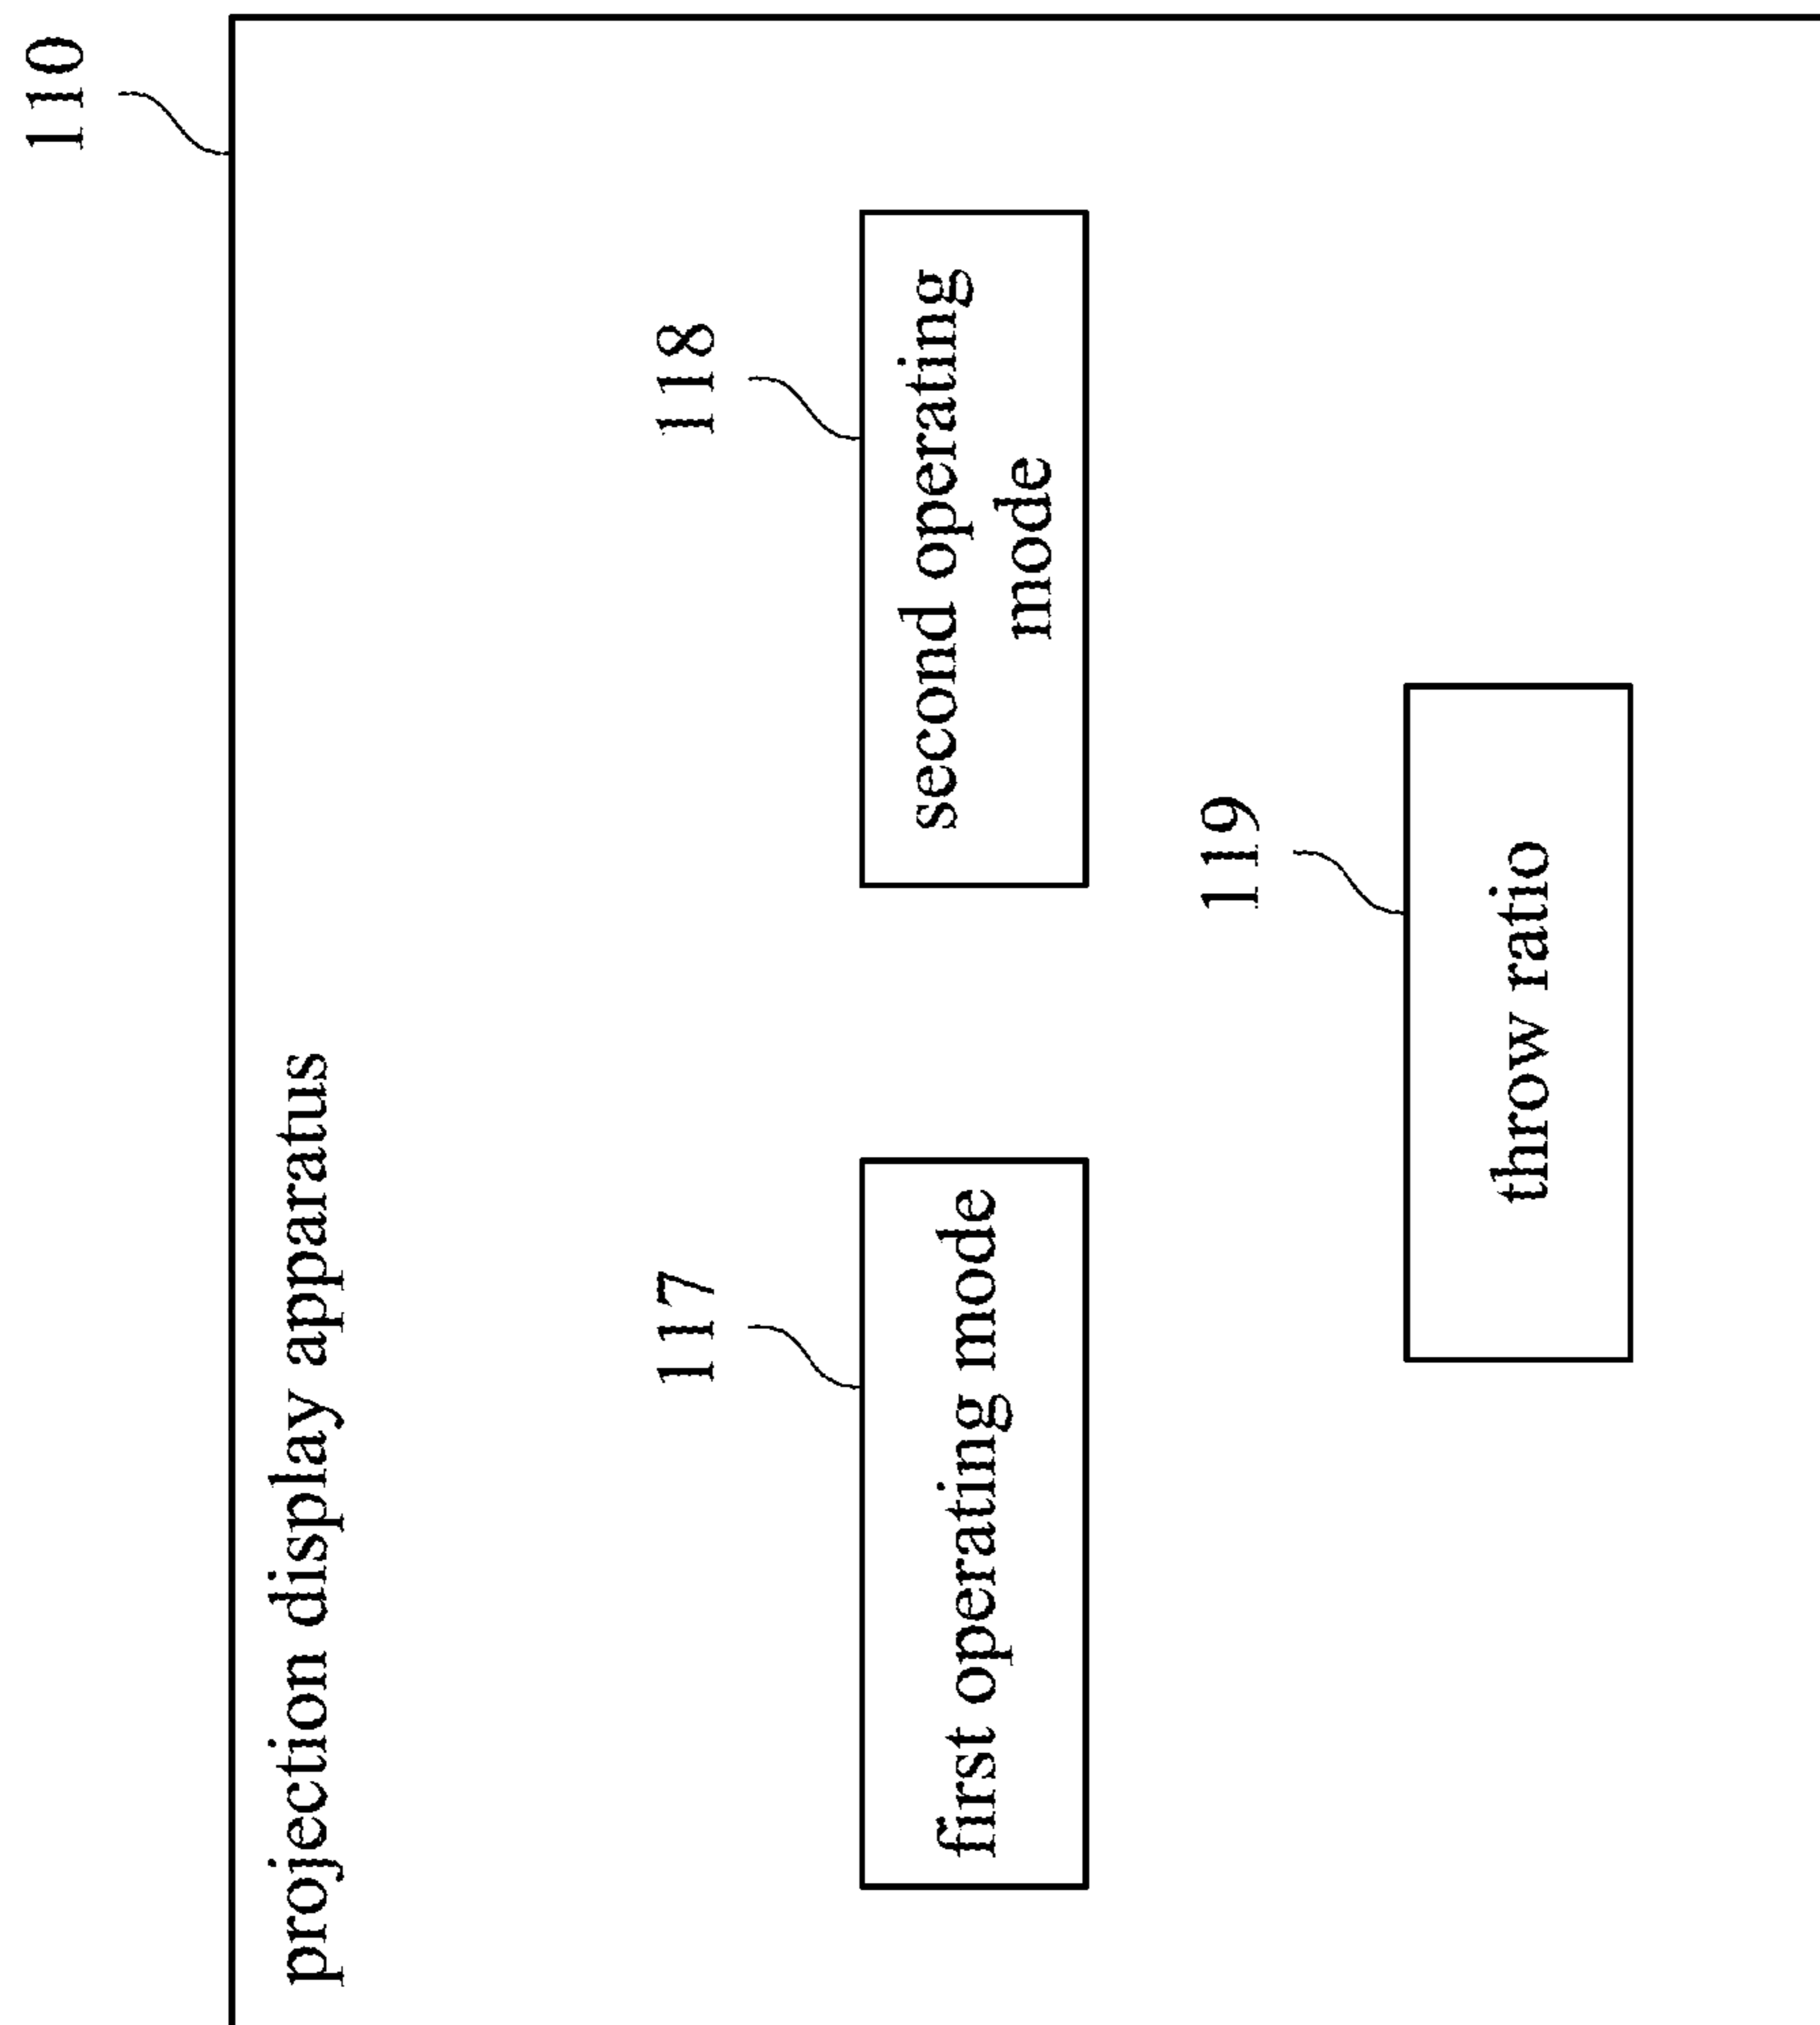 110
projection display apparatus
117
118
first operating mode
second operating
mode
119
throw ratio